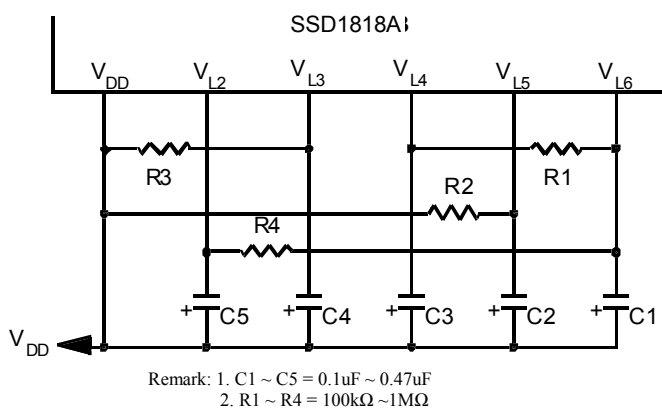 SSD1818A
VDD VL2 VL3 VL4 VL5 VL6
R3 R1
R2
R4
+ C5 + C4 + C3 + C2 + C1
VDD
Remark: 1. C1 ~ C5 = 0.1uF ~ 0.47uF
2. R1 ~ R4 = 100kΩ ~1MΩ